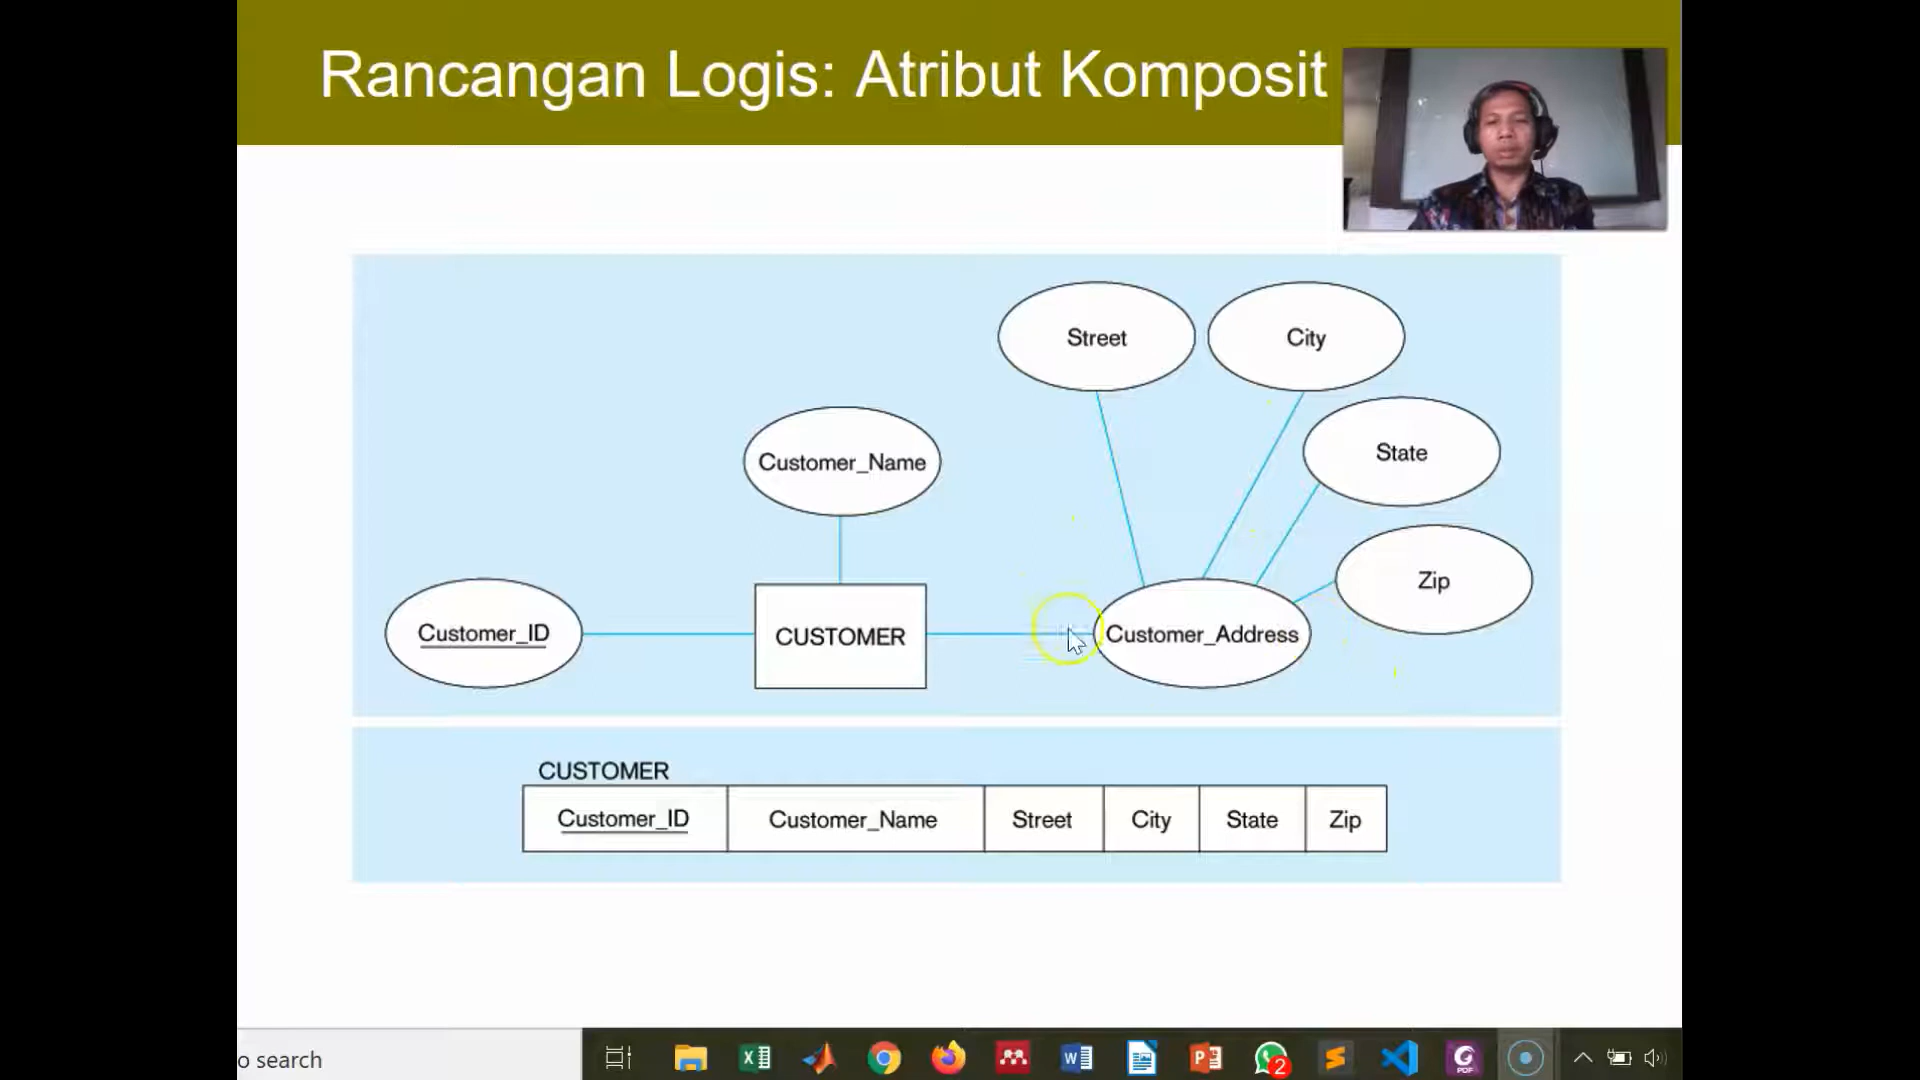 Rancangan Logis: Atribut Komposit
Street
City
State
Customer_Name
Zip
Customer_ID
CUSTOMER
Customer_Address
CUSTOMER
Customer_ID Customer_Name Street City State Zip
o search
2